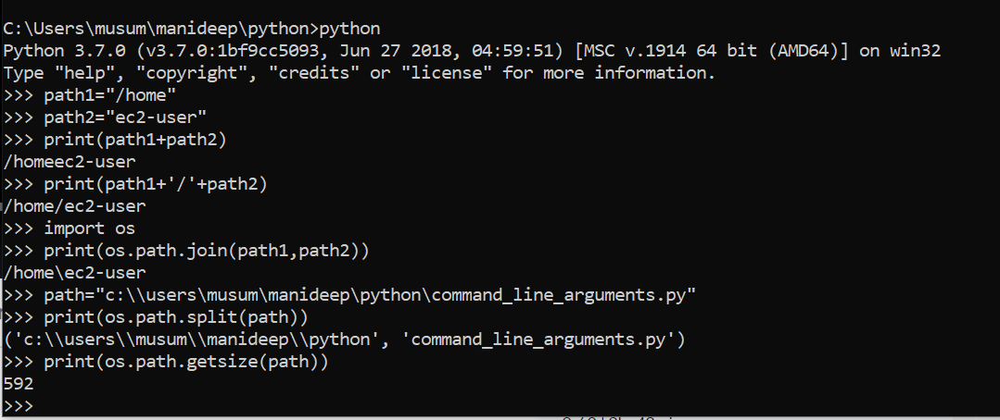 C:\Users\musum\manideep\python>python
Python 3.7.0 (v3.7.0:1bf9cc5093, Jun 27 2018, 04:59:51) [MSC v.1914 64 bit (AMD64)] on win32
Type "help", "copyright", "credits" or "license" for more information.
>>> path1="/home"
>>> path2="ec2-user"
>>> print(path1+path2)
/homeec2-user
>>> print(path1+'/'+path2)
/home/ec2-user
>>> import os
>>> print(os.path.join(path1,path2))
/home\ec2-user
>>> path="c:\\users\musum\manideep\python\command_line_arguments.py"
>>> print(os.path.split(path))
('c:\\users\\musum\\manideep\\python', 'command_line_arguments.py')
>>> print(os.path.getsize(path))
592
>>>